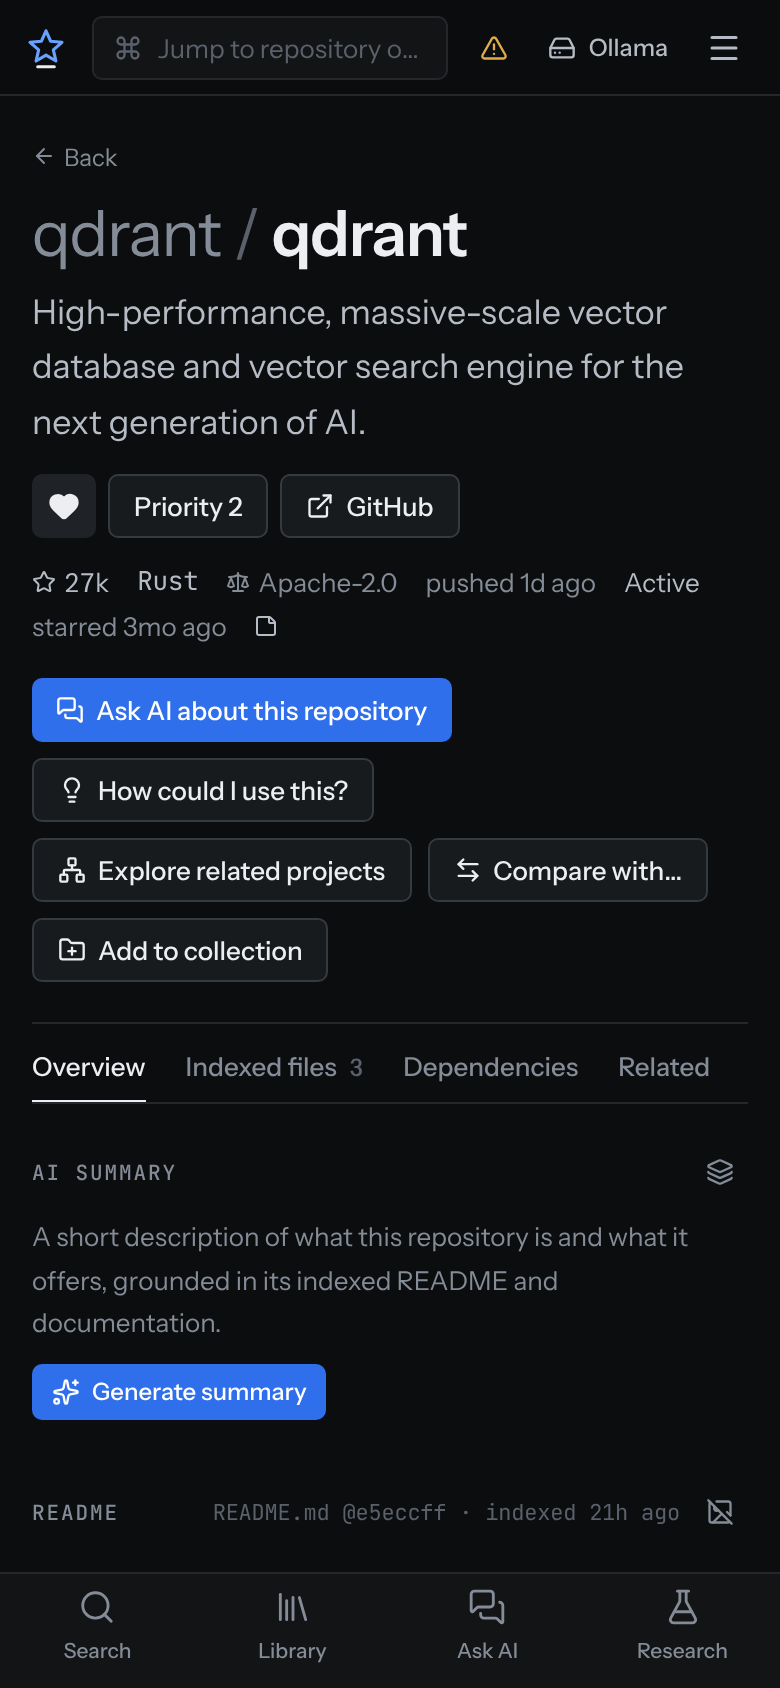 Jump to repository o...
Ollama
Back
qdrant / qdrant
High-performance, massive-scale vector
database and vector search engine for the
next generation of AI.
Priority 2
GitHub
27k Rust Apache-2.0 pushed 1d ago Active
starred 3mo ago
Ask AI about this repository
How could I use this?
Explore related projects
Compare with...
Add to collection
Overview Indexed files 3 Dependencies Related
AI SUMMARY
A short description of what this repository is and what it
offers, grounded in its indexed README and
documentation.
Generate summary
README README.md @e5eccff · indexed 21h ago
Search Library Ask AI Research